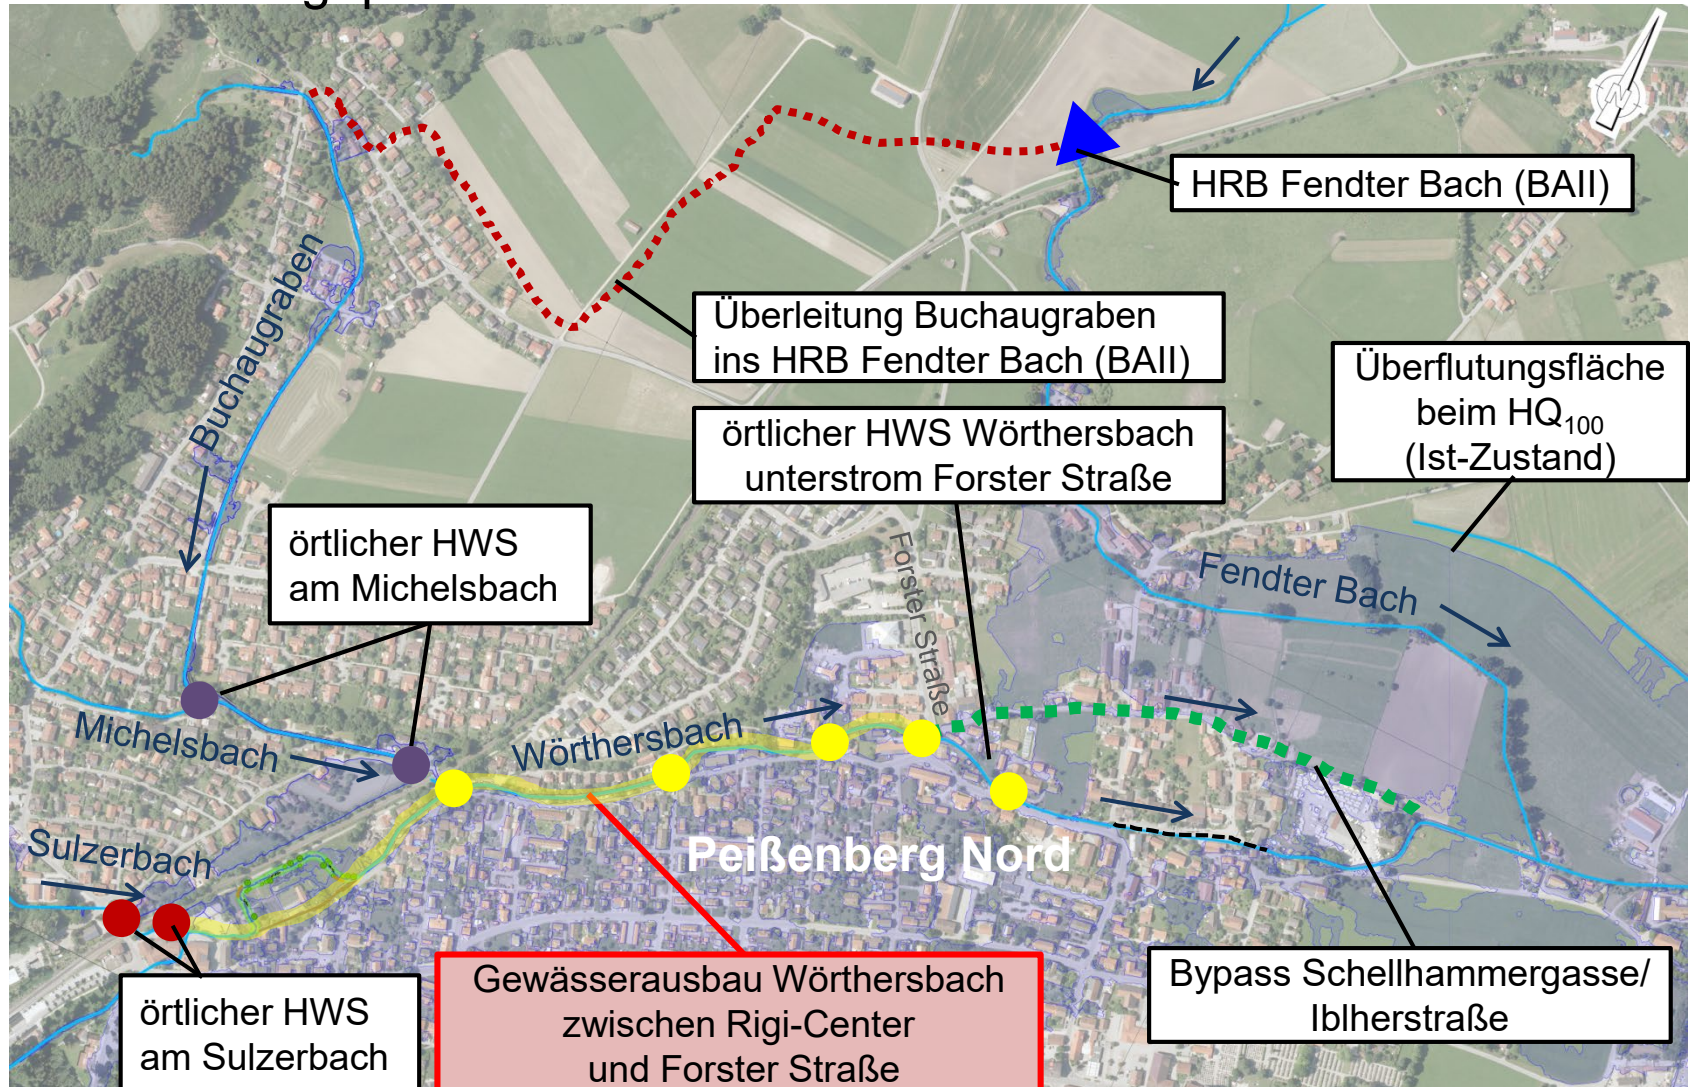 N
HRB Fendter Bach (BAII)
Buchaugraben
Überleitung Buchaugraben
ins HRB Fendter Bach (BAII)
Überflutungsfläche
beim HQ100
(Ist-Zustand)
örtlicher HWS Wörthersbach
unterstrom Forster Straße
örtlicher HWS
am Michelsbach
Forster Straße
Fendter Bach
Michelsbach
Wörthersbach
Sulzerbach
Peißenberg Nord
örtlicher HWS
am Sulzerbach
Gewässerausbau Wörthersbach
zwischen Rigi-Center
und Forster Straße
Bypass Schellhammergasse/
Iblherstraße